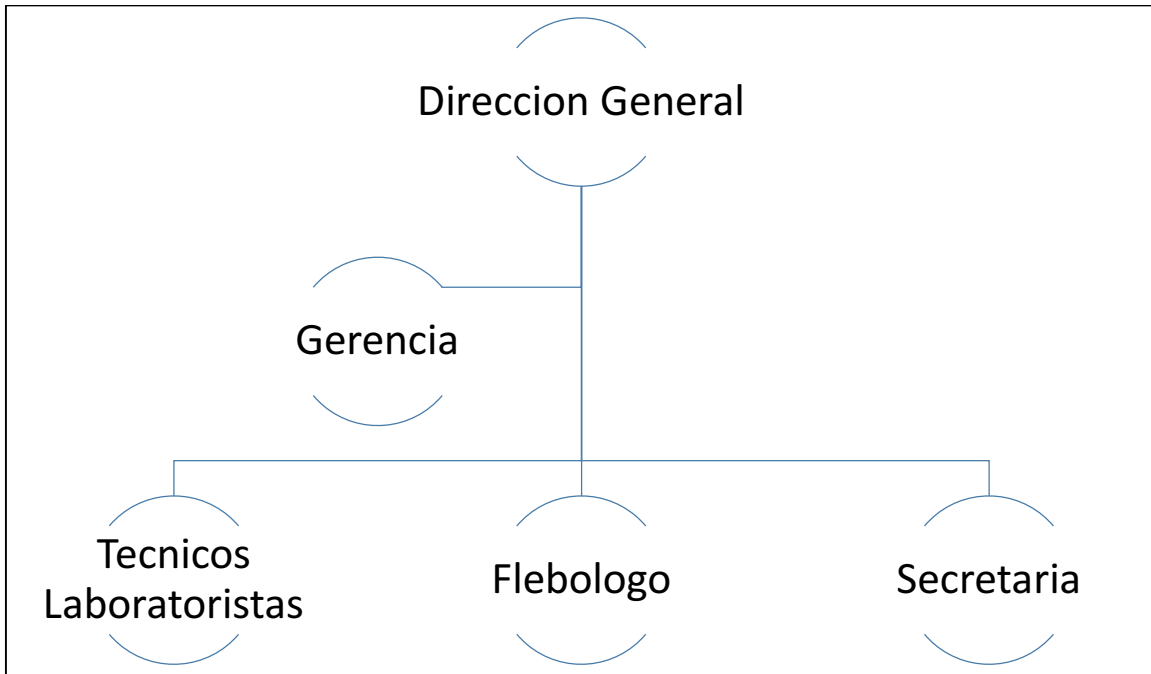 Direccion General
Gerencia
Tecnicos
Laboratoristas
Flebologo
Secretaria